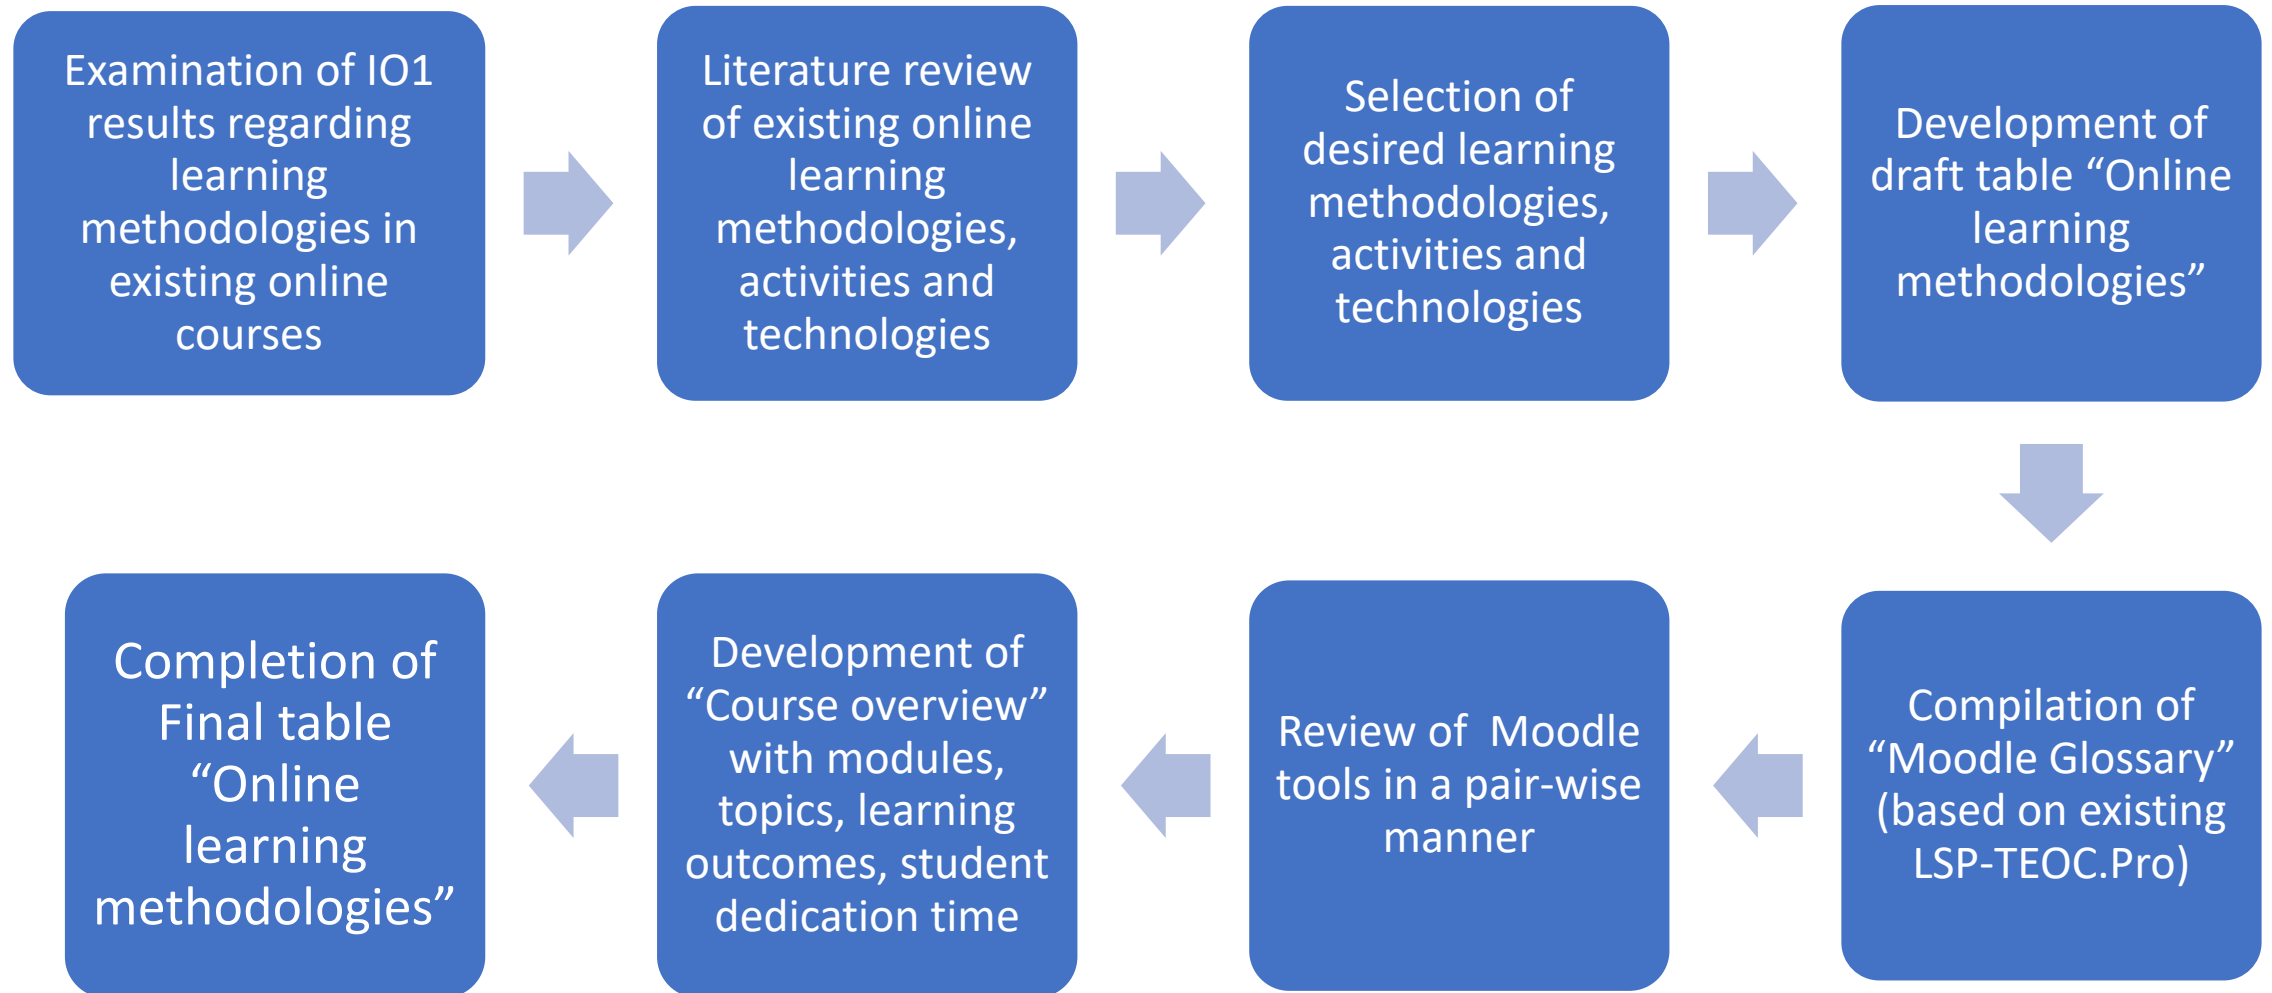 Examination of IO1
results regarding
learning
methodologies in
existing online
courses
Literature review
of existing online
learning
methodologies,
activities and
technologies
Selection of
desired learning
methodologies,
activities and
technologies
Development of
draft table “Online
learning
methodologies”
Compilation of
“Moodle Glossary”
(based on existing
LSP-TEOC.Pro)
Review of  Moodle
tools in a pair-wise
manner
Development of
“Course overview”
with modules,
topics, learning
outcomes, student
dedication time
Completion of
Final table
“Online
learning
methodologies”